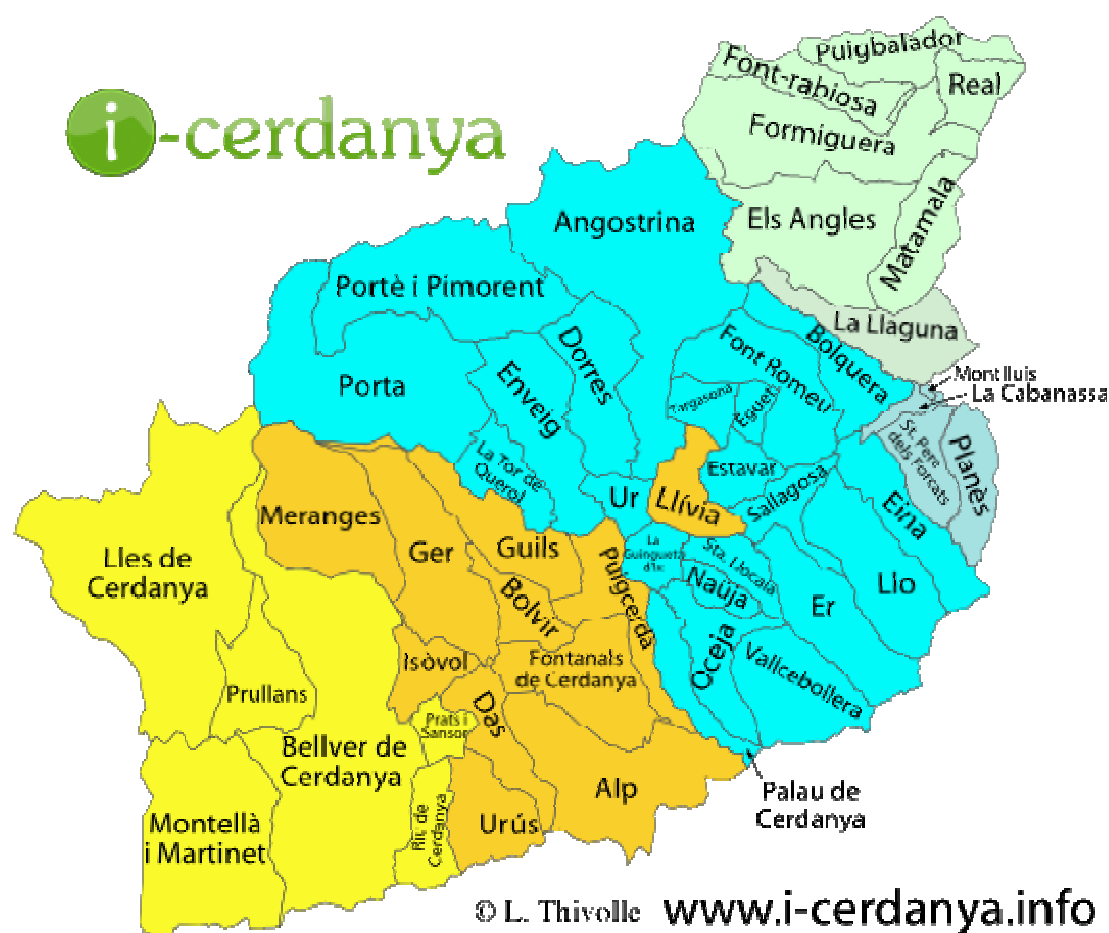 i-cerdanya
Puigbalador
Font-rabiosa
Real
Formiguera
Els Angles
Matamala
Angostrina
La Llaguna
Portè i Pimorent
Dorres
Font Romeu
Bolquera
Mont lluis
La Cabanassa
Porta
Enveig
Targasona
Èguet
St. Pere
dels Forcats
Planès
La Tor de
Querol
Estavar
Sallagosa
Eina
Ur
Llívia
Meranges
Ger
Guils
Lles de
Cerdanya
Puigcerdà
La
Guingueta
d'Ix
Sta. Llocaia
Naüja
Er
Llo
Bolvir
Isòvol
Fontanals
de Cerdanya
Oceja
Vallcebollera
Prullans
Das
Prats i
Sansor
Bellver de
Cerdanya
Alp
Palau de
Cerdanya
Montellà
i Martinet
Riu de
Cerdanya
Urús
© L. Thivolle www.i-cerdanya.info